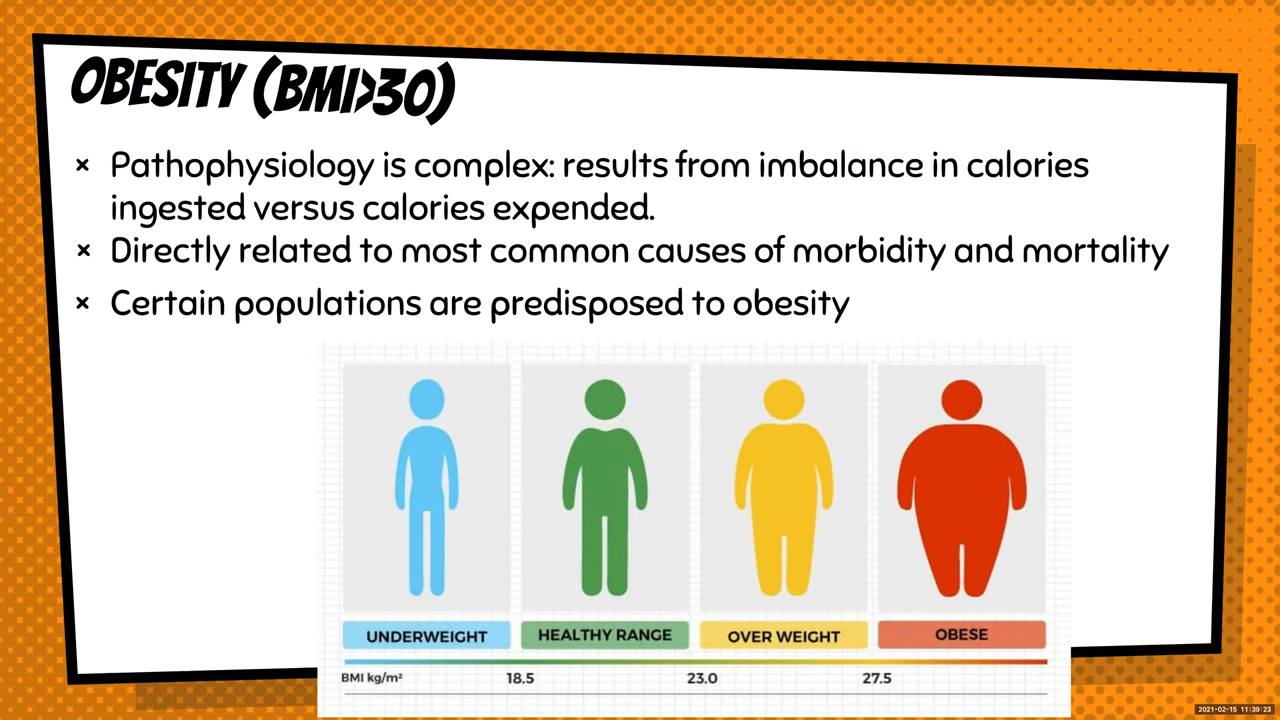 OBESITY (BMI>30)
× Pathophysiology is complex: results from imbalance in calories
ingested versus calories expended.
× Directly related to most common causes of morbidity and mortality
× Certain populations are predisposed to obesity
UNDERWEIGHT HEALTHY RANGE OVER WEIGHT OBESE
BMI kg/m² 18.5 23.0 27.5
2021-02-15 11:39:23